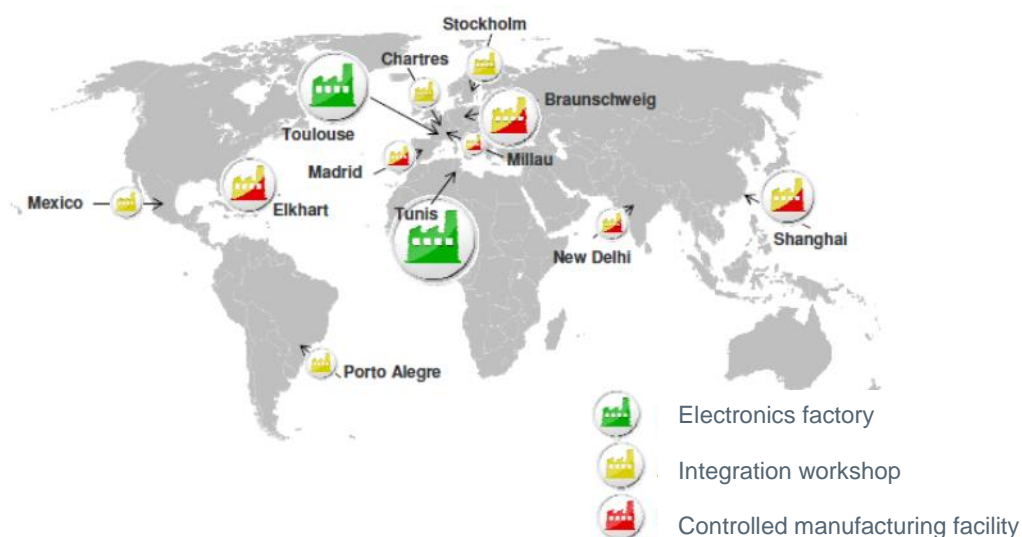 Stockholm
Chartres
Braunschweig
Toulouse
Millau
Madrid
Mexico
Elkhart
Tunis
New Delhi
Shanghai
Porto Alegre
Electronics factory
Integration workshop
Controlled manufacturing facility